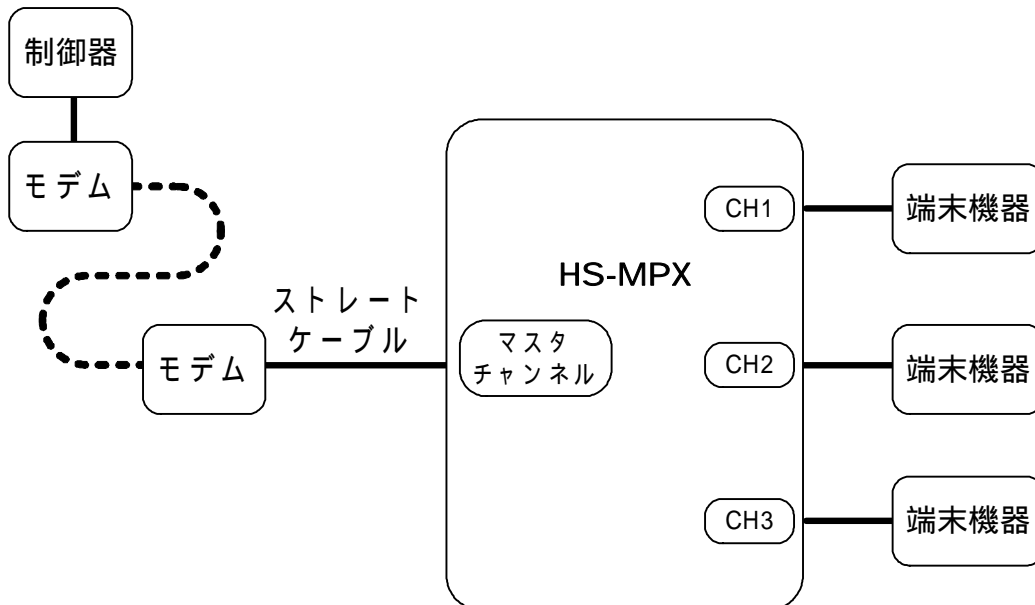 制御器
モデム
ストレート
ケーブル
モデム
HS-MPX
マスタ
チャンネル
CH1
端末機器
CH2
端末機器
CH3
端末機器